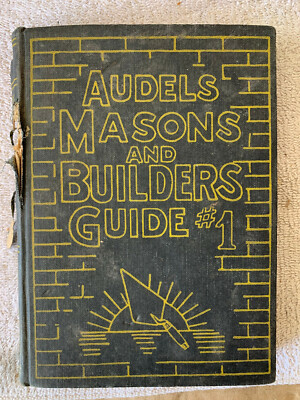 AUDELS
MASONS
AND
BUILDERS
GUIDE #1